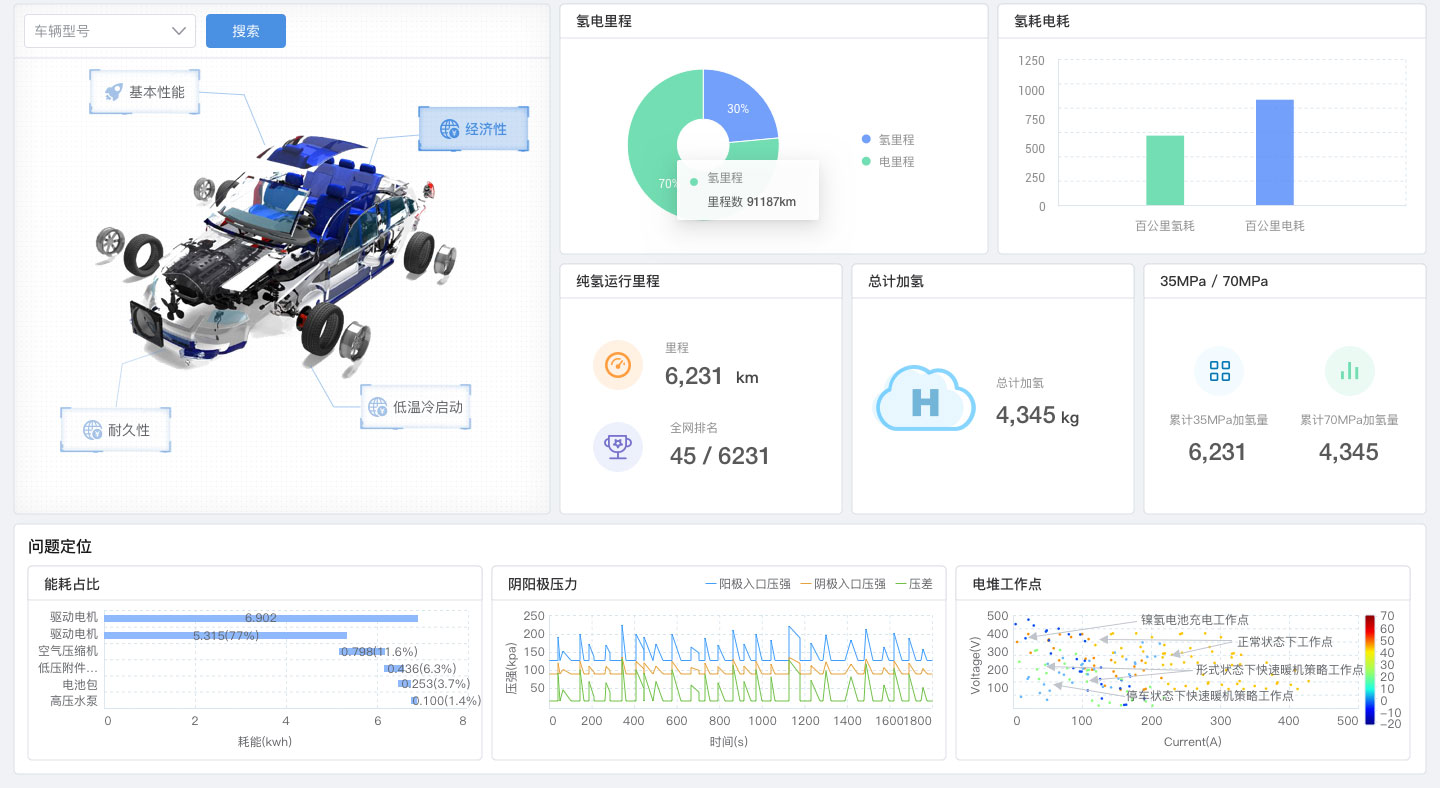 车辆型号
搜索
基本性能
经济性
耐久性
低温冷启动
氢电里程
30%
70%
氢里程
里程数 91187km
氢里程
电里程
氢耗电耗
1250
1000
750
500
250
0
百公里氢耗
百公里电耗
纯氢运行里程
里程
6,231 km
全网排名
45 / 6231
总计加氢
H
总计加氢
4,345 kg
35MPa / 70MPa
累计35MPa加氢量
6,231
累计70MPa加氢量
4,345
问题定位
能耗占比
驱动电机
6.902
驱动电机
5.315(77%)
空气压缩机
0.798(11.6%)
低压附件...
0.436(6.3%)
电池包
0.253(3.7%)
高压水泵
0.100(1.4%)
0 2 4 6 8
耗能(kwh)
阴阳极压力
阳极入口压强 阴极入口压强 压差
压强(kpa)
250
200
150
100
50
0 200 400 600 800 1000 1200 1400 1600 1800
时间(s)
电堆工作点
Voltage(V)
500
400
300
200
100
镍氢电池充电工作点
正常状态下工作点
形式状态下快速暖机策略工作点
停车状态下快速暖机策略工作点
0 100 200 300 400 500
Current(A)
70
60
50
40
30
20
10
0
−10
−20